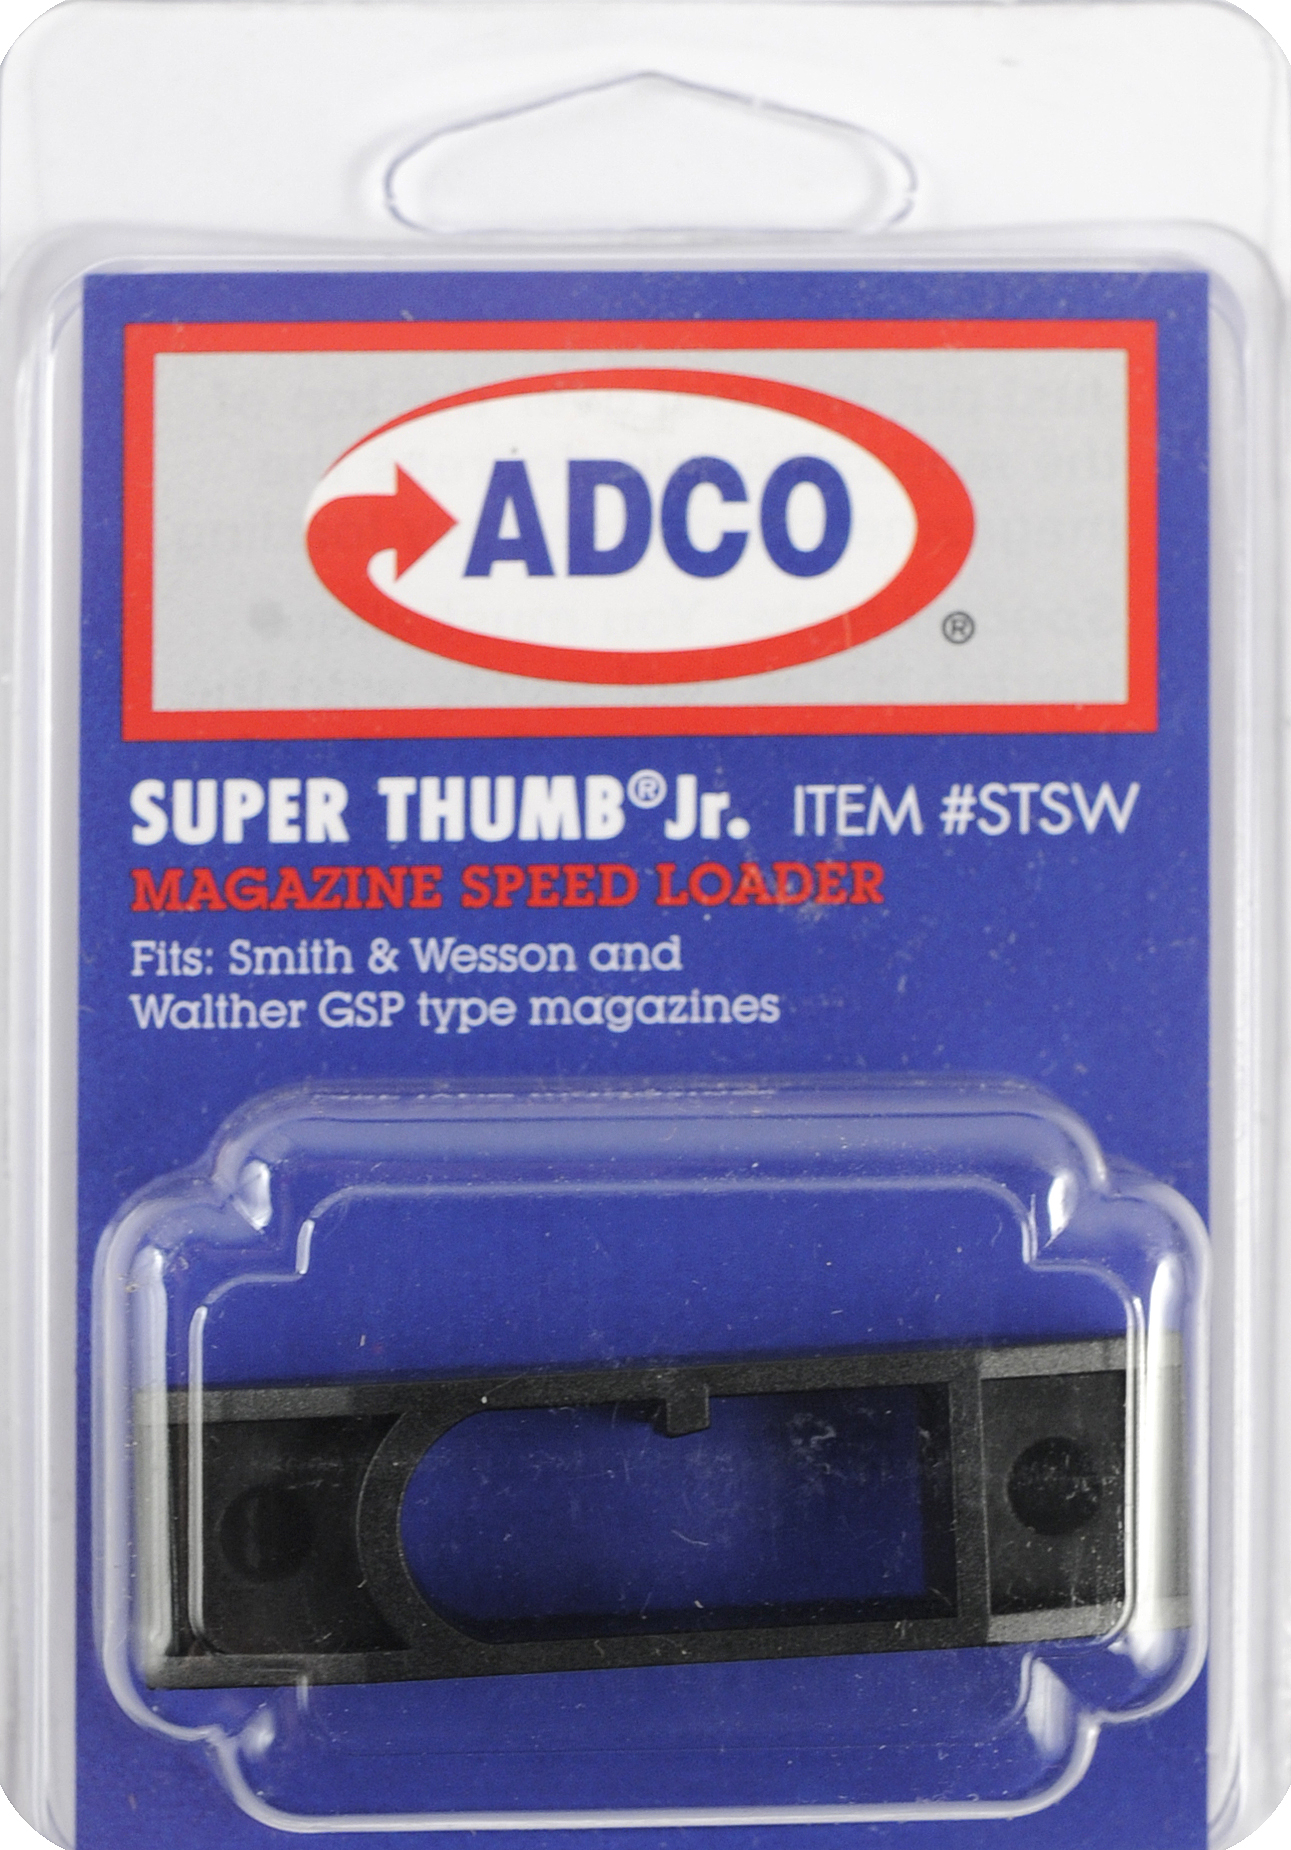 ADCO
®
SUPER THUMB® Jr. ITEM #STSW
MAGAZINE SPEED LOADER
Fits: Smith & Wesson and
Walther GSP type magazines